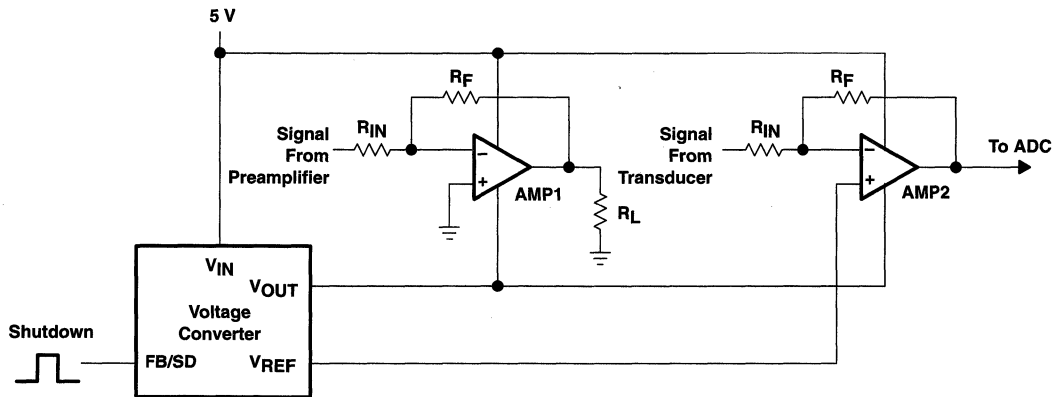 5 V
RF
RIN
Signal
From
Preamplifier
AMP1
RL
RF
RIN
Signal
From
Transducer
AMP2
To ADC
VIN
VOUT
Voltage
Converter
Shutdown
FB/SD
VREF